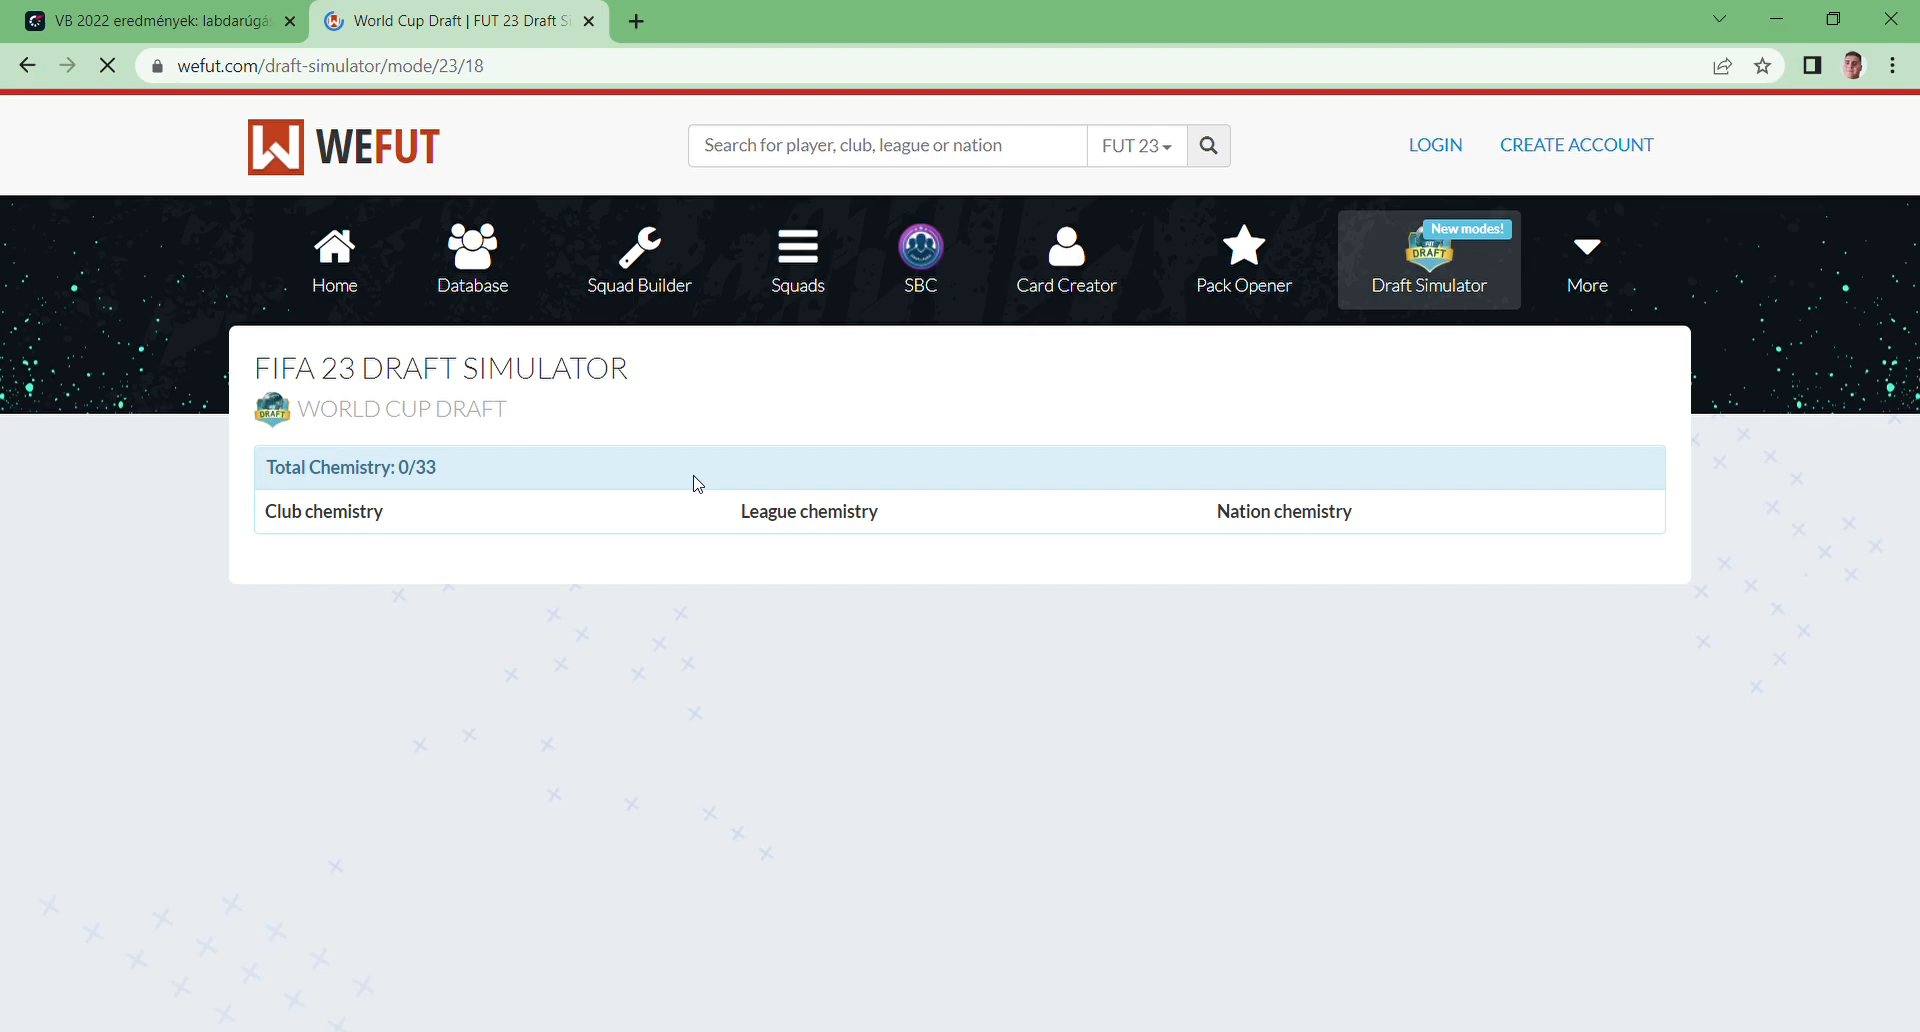 VB 2022 eredmények: labdarúgás
World Cup Draft | FUT 23 Draft Si
wefut.com/draft-simulator/mode/23/18
WEFUT
Search for player, club, league or nation
FUT 23
LOGIN
CREATE ACCOUNT
New modes!
FUT
DRAFT
Home
Database
Squad Builder
Squads
SBC
Card Creator
Pack Opener
Draft Simulator
More
FIFA 23 DRAFT SIMULATOR
DRAFT
WORLD CUP DRAFT
Total Chemistry: 0/33
Club chemistry
League chemistry
Nation chemistry